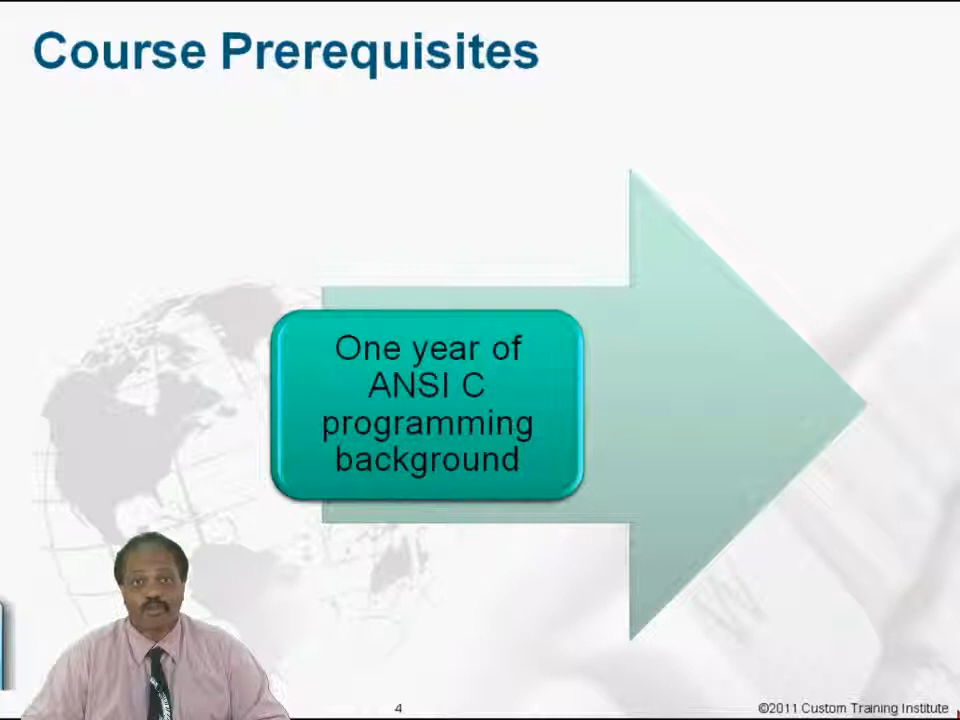 Course Prerequisites
One year of
ANSI C
programming
background
4
©2011 Custom Training Institute